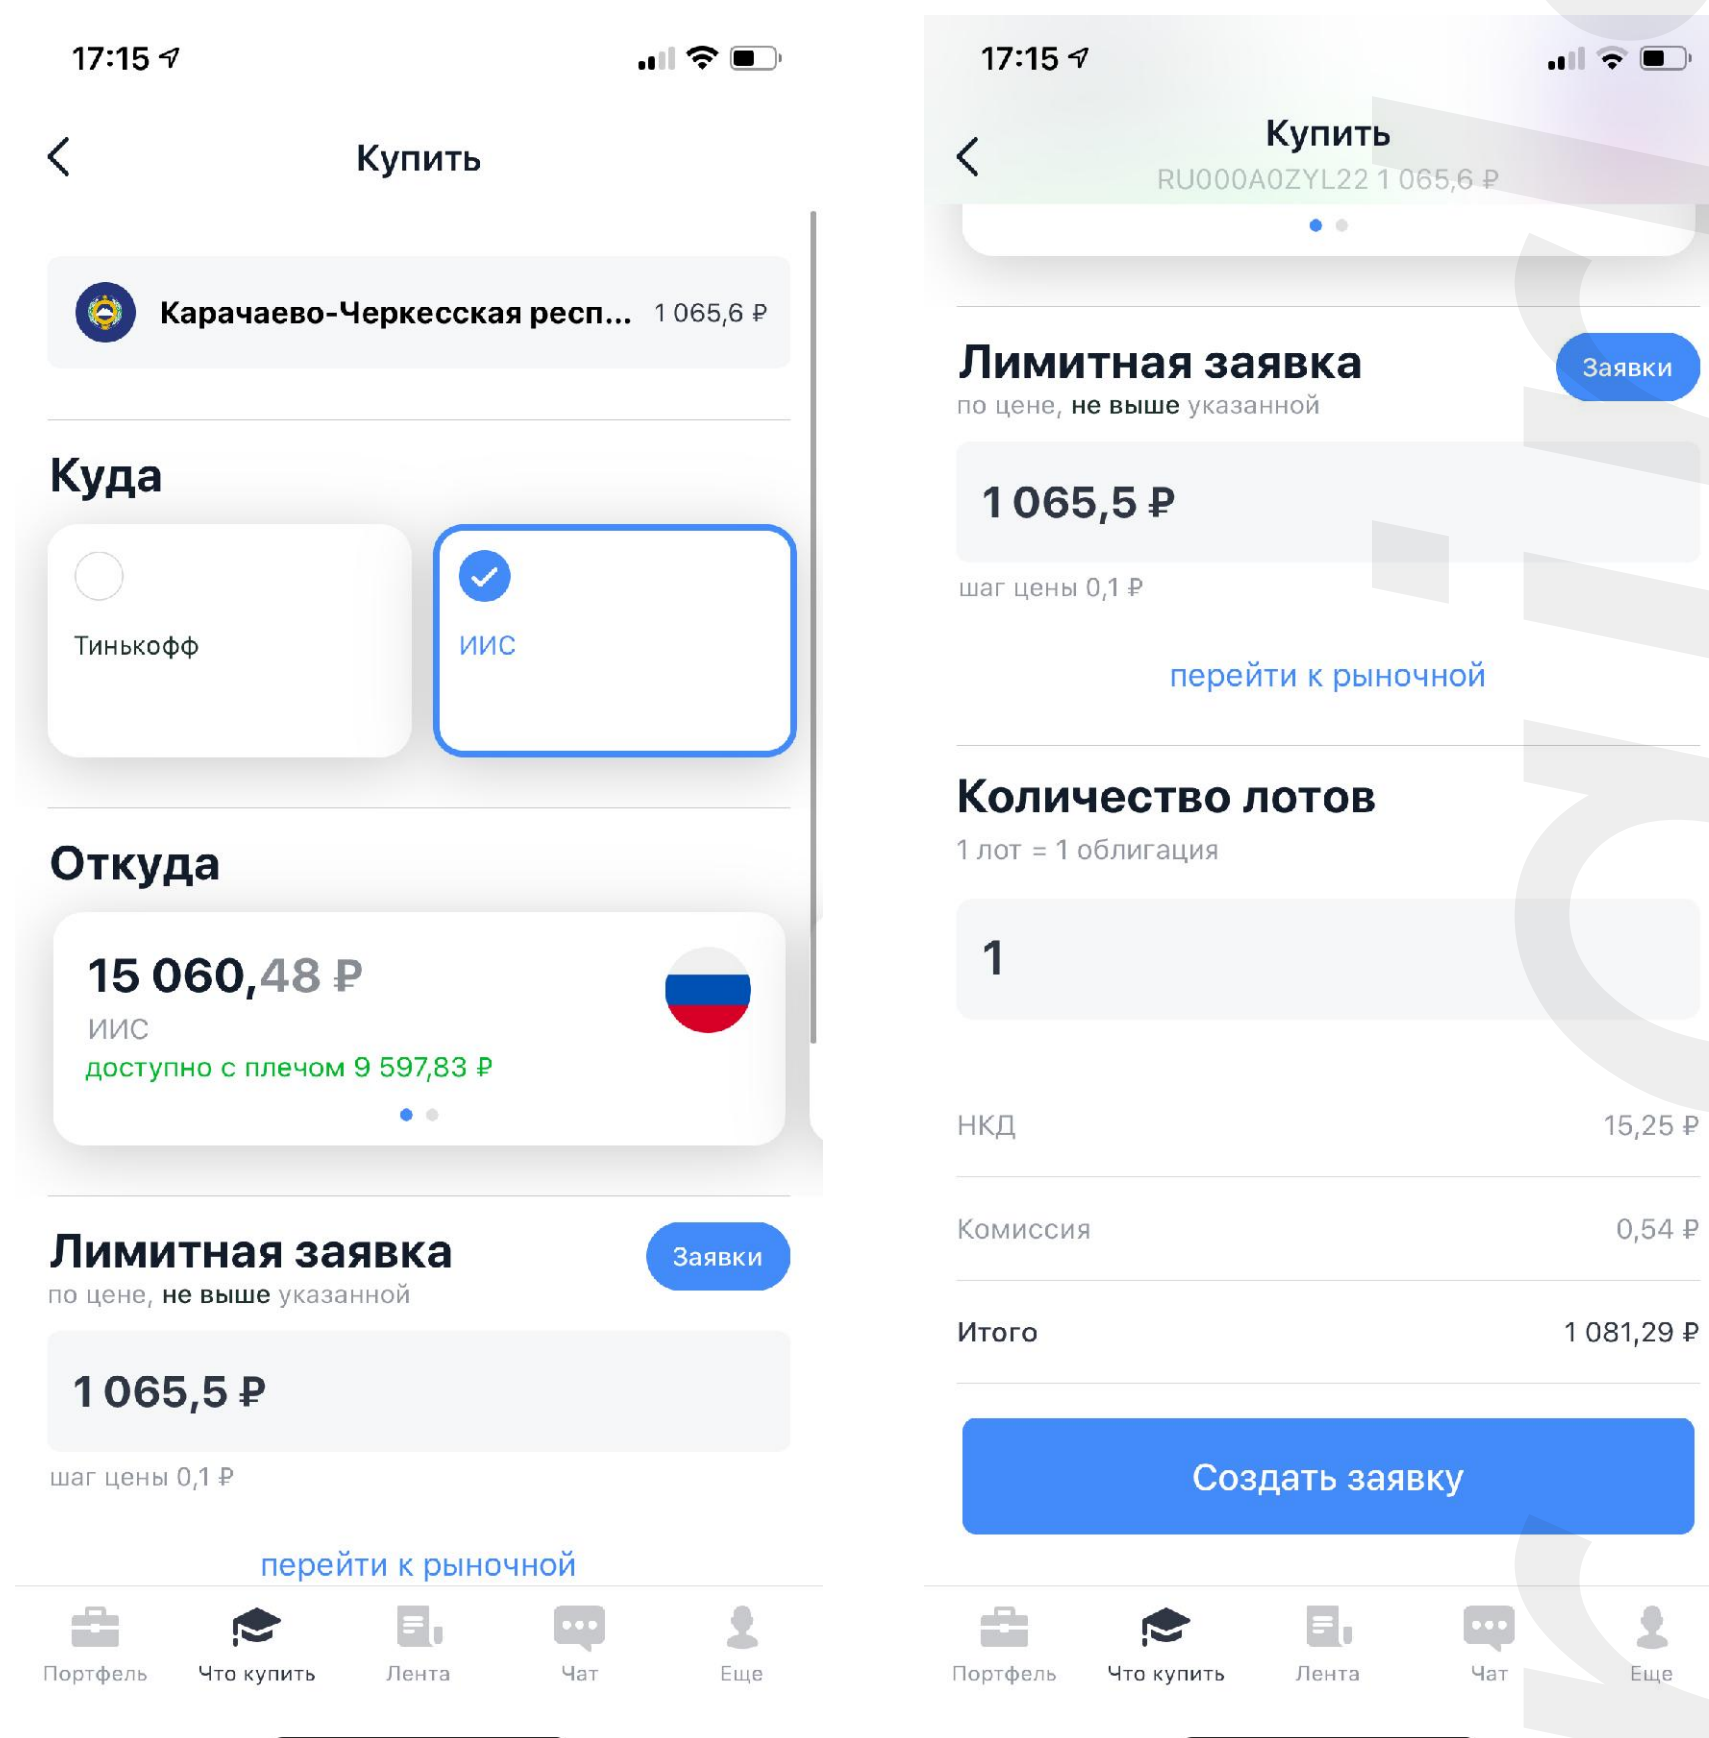 17:15
Купить
Карачаево-Черкесская респ... 1 065,6 ₽
Куда
Тинькофф
ИИС
Откуда
15 060,48 ₽
ИИС
доступно с плечом 9 597,83 ₽
Лимитная заявка
Заявки
по цене, не выше указанной
1 065,5 ₽
шаг цены 0,1 ₽
перейти к рыночной
Портфель
Что купить
Лента
Чат
Еще
17:15
Купить
RU000A0ZYL22 1 065,6 ₽
Лимитная заявка
Заявки
по цене, не выше указанной
1 065,5 ₽
шаг цены 0,1 ₽
перейти к рыночной
Количество лотов
1 лот = 1 облигация
1
НКД 15,25 ₽
Комиссия 0,54 ₽
Итого 1 081,29 ₽
Создать заявку
Портфель
Что купить
Лента
Чат
Еще